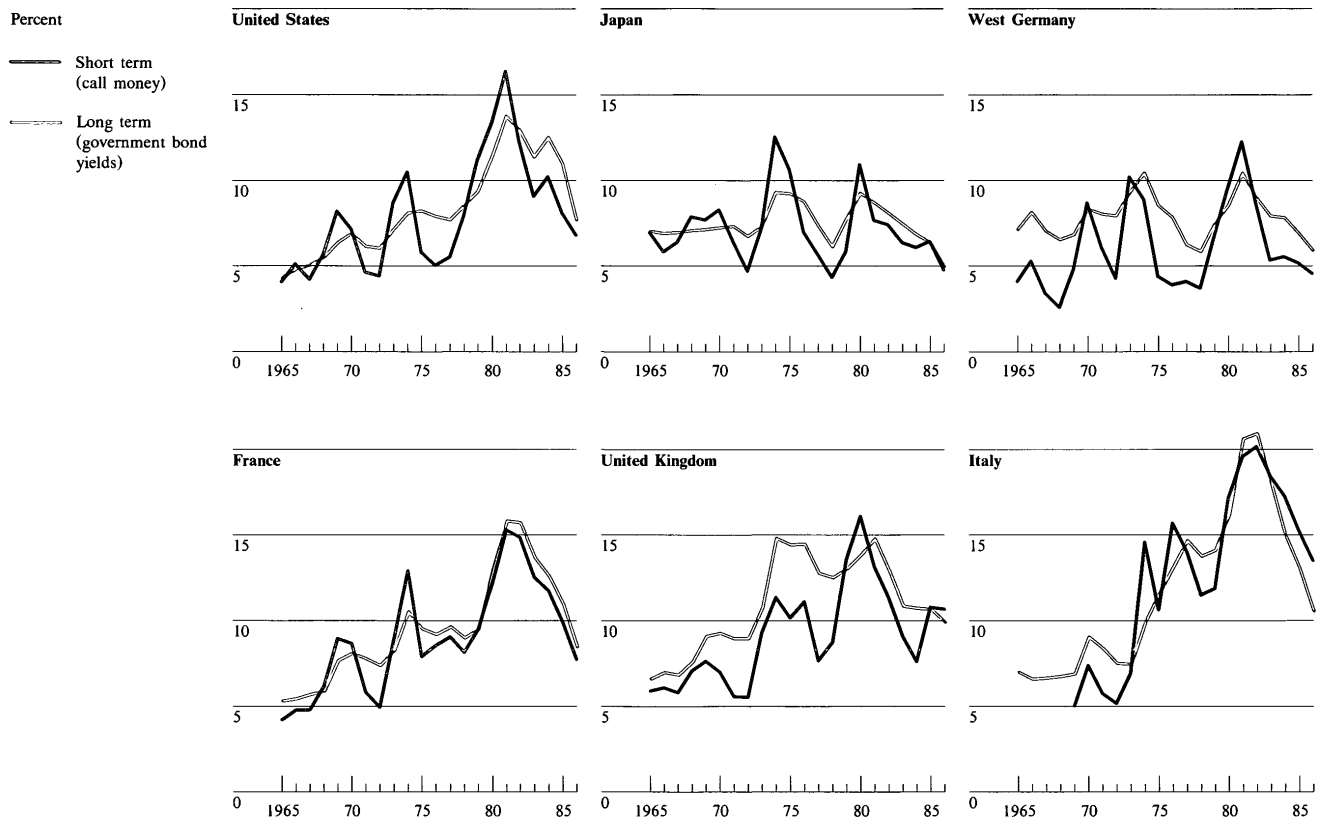 Percent
Short term
(call money)
Long term
(government bond
yields)
United States
15
10
5
0
1965 70 75 80 85
Japan
15
10
5
0
1965 70 75 80 85
West Germany
15
10
5
0
1965 70 75 80 85
France
15
10
5
0
1965 70 75 80 85
United Kingdom
15
10
5
0
1965 70 75 80 85
Italy
15
10
5
0
1965 70 75 80 85